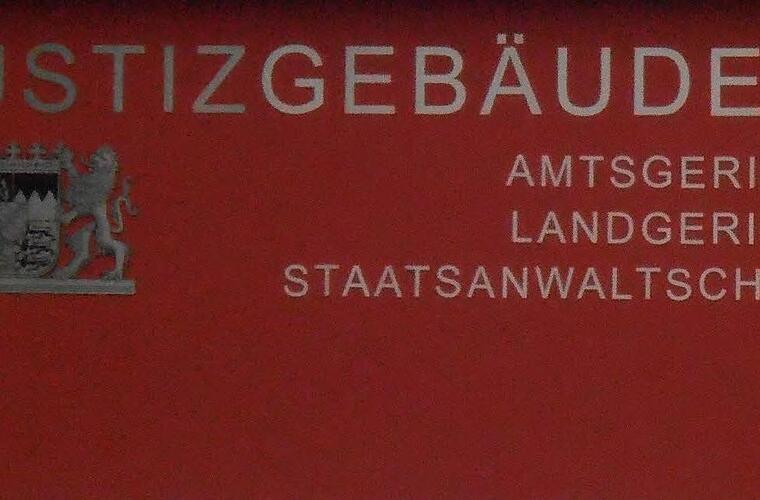 USTIZGEBÄUDE
AMTSGERI
LANDGERI
STAATSANWALTSCH